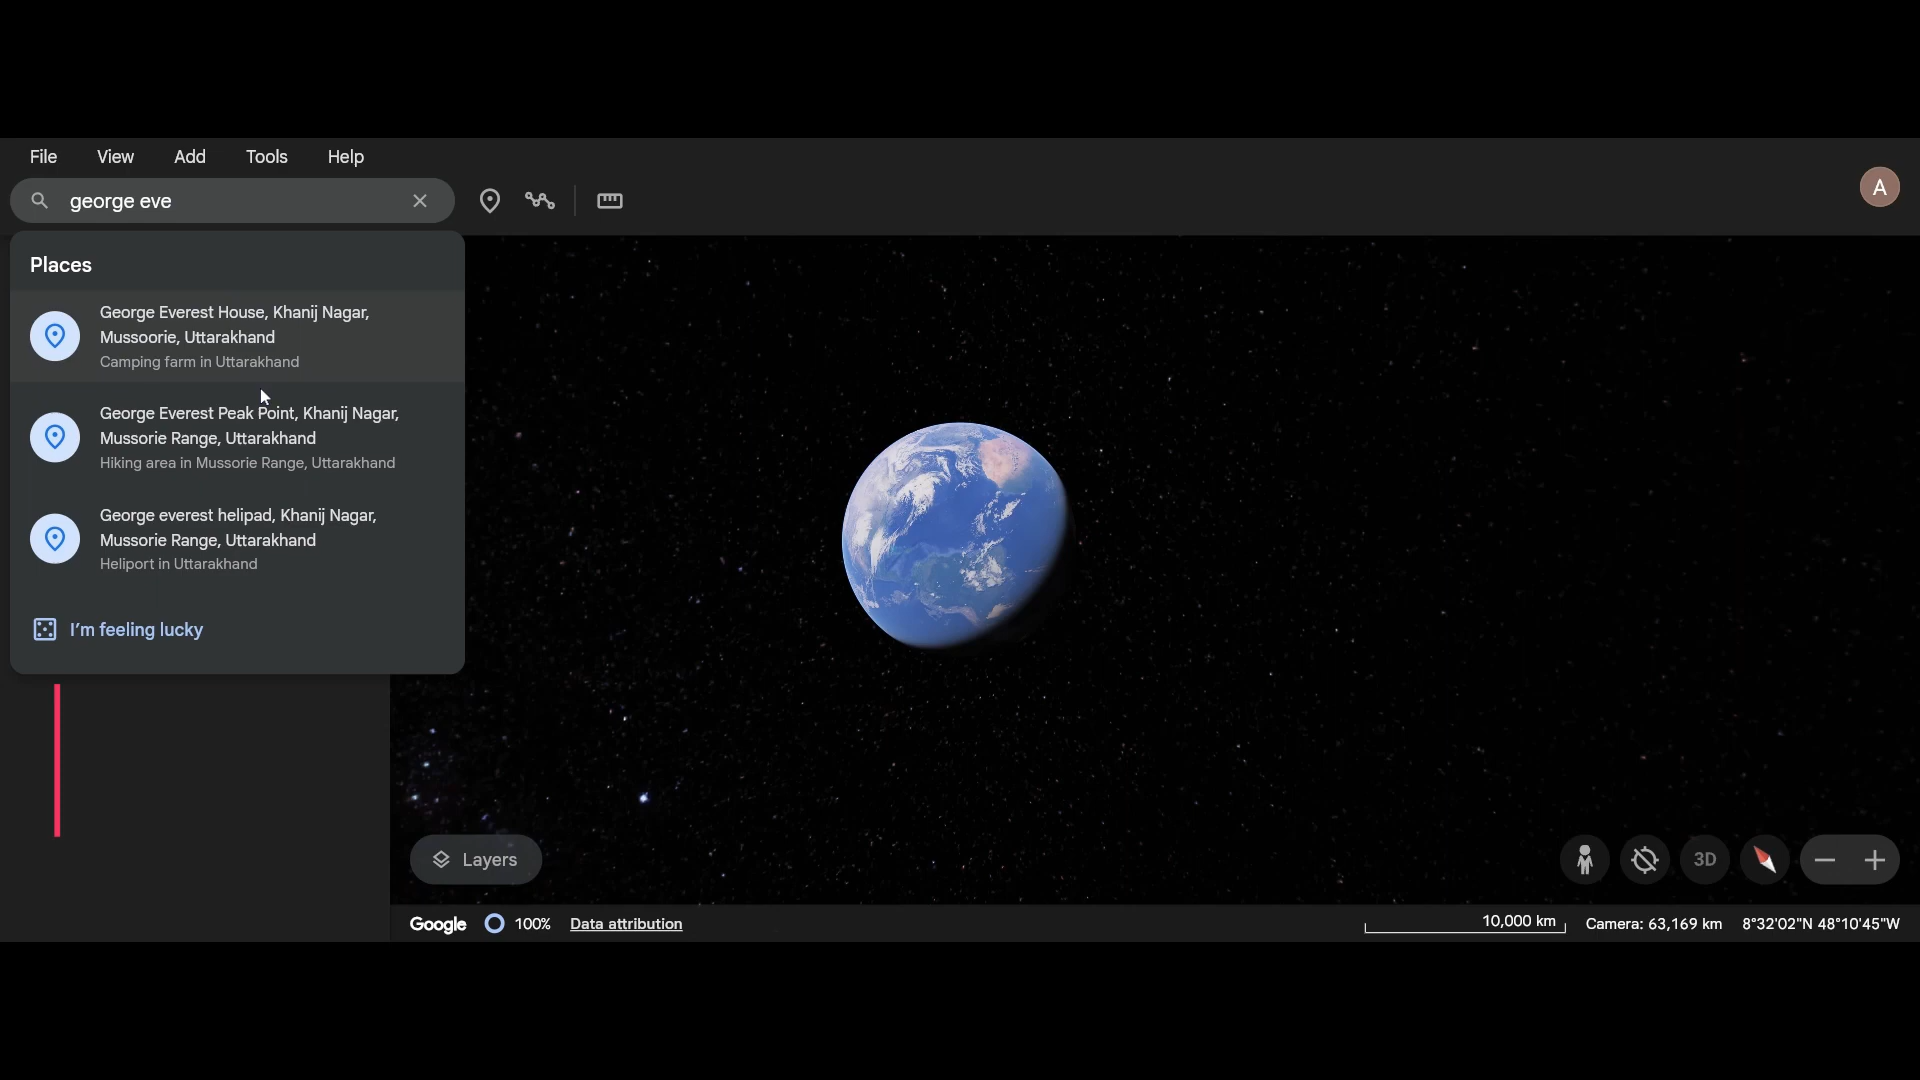 File View Add Tools Help
george eve
A
Places
George Everest House, Khanij Nagar,
Mussoorie, Uttarakhand
Camping farm in Uttarakhand
George Everest Peak Point, Khanij Nagar,
Mussorie Range, Uttarakhand
Hiking area in Mussorie Range, Uttarakhand
George everest helipad, Khanij Nagar,
Mussorie Range, Uttarakhand
Heliport in Uttarakhand
I'm feeling lucky
Layers
3D
Google 100% Data attribution 10,000 km Camera: 63,169 km 8°32'02"N 48°10'45"W